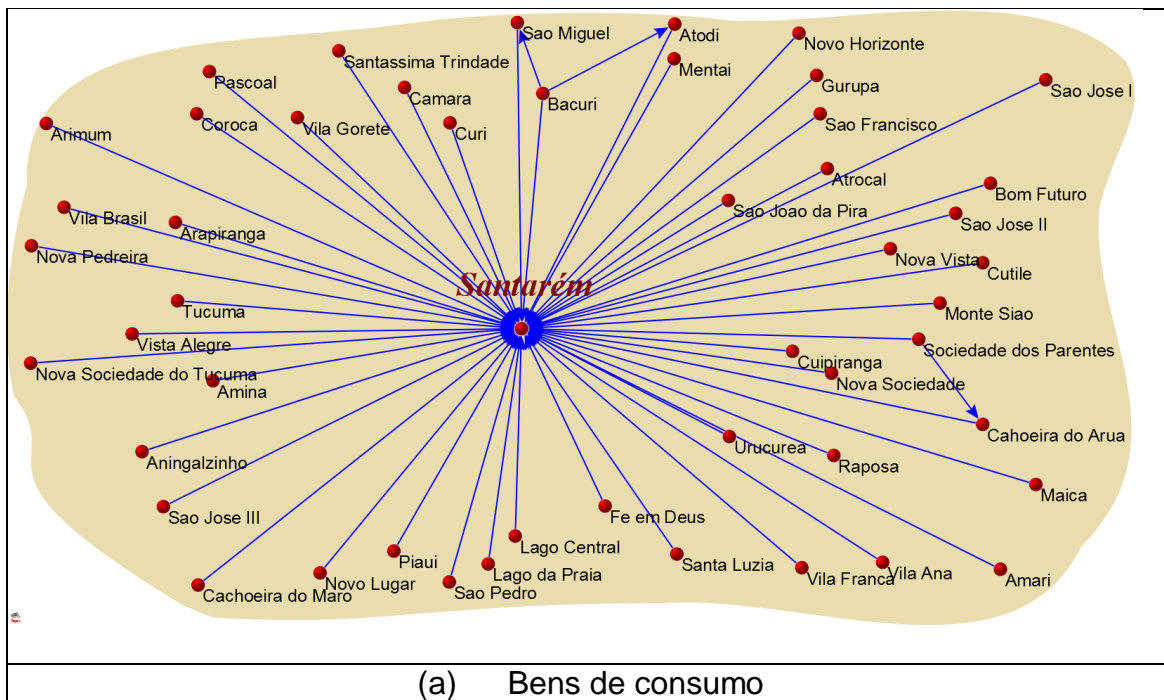 Sao Miguel
Atodi
Novo Horizonte
Santassima Trindade
Mentai
Pascoal
Camara
Bacuri
Gurupa
Sao Jose I
Arimum
Coroca
Vila Gorete
Curi
Sao Francisco
Atrocal
Bom Futuro
Vila Brasil
Arapiranga
Sao Joao da Pira
Sao Jose II
Nova Pedreira
Nova Vista
Cutile
Santarém
Tucuma
Monte Siao
Vista Alegre
Sociedade dos Parentes
Nova Sociedade do Tucuma
Cuipiranga
Amina
Nova Sociedade
Cahoeira do Arua
Aningalzinho
Urucurea
Raposa
Maica
Sao Jose III
Fe em Deus
Lago Central
Piaui
Santa Luzia
Lago da Praia
Vila Franca
Vila Ana
Amari
Novo Lugar
Cachoeira do Maro
Sao Pedro
(a) Bens de consumo